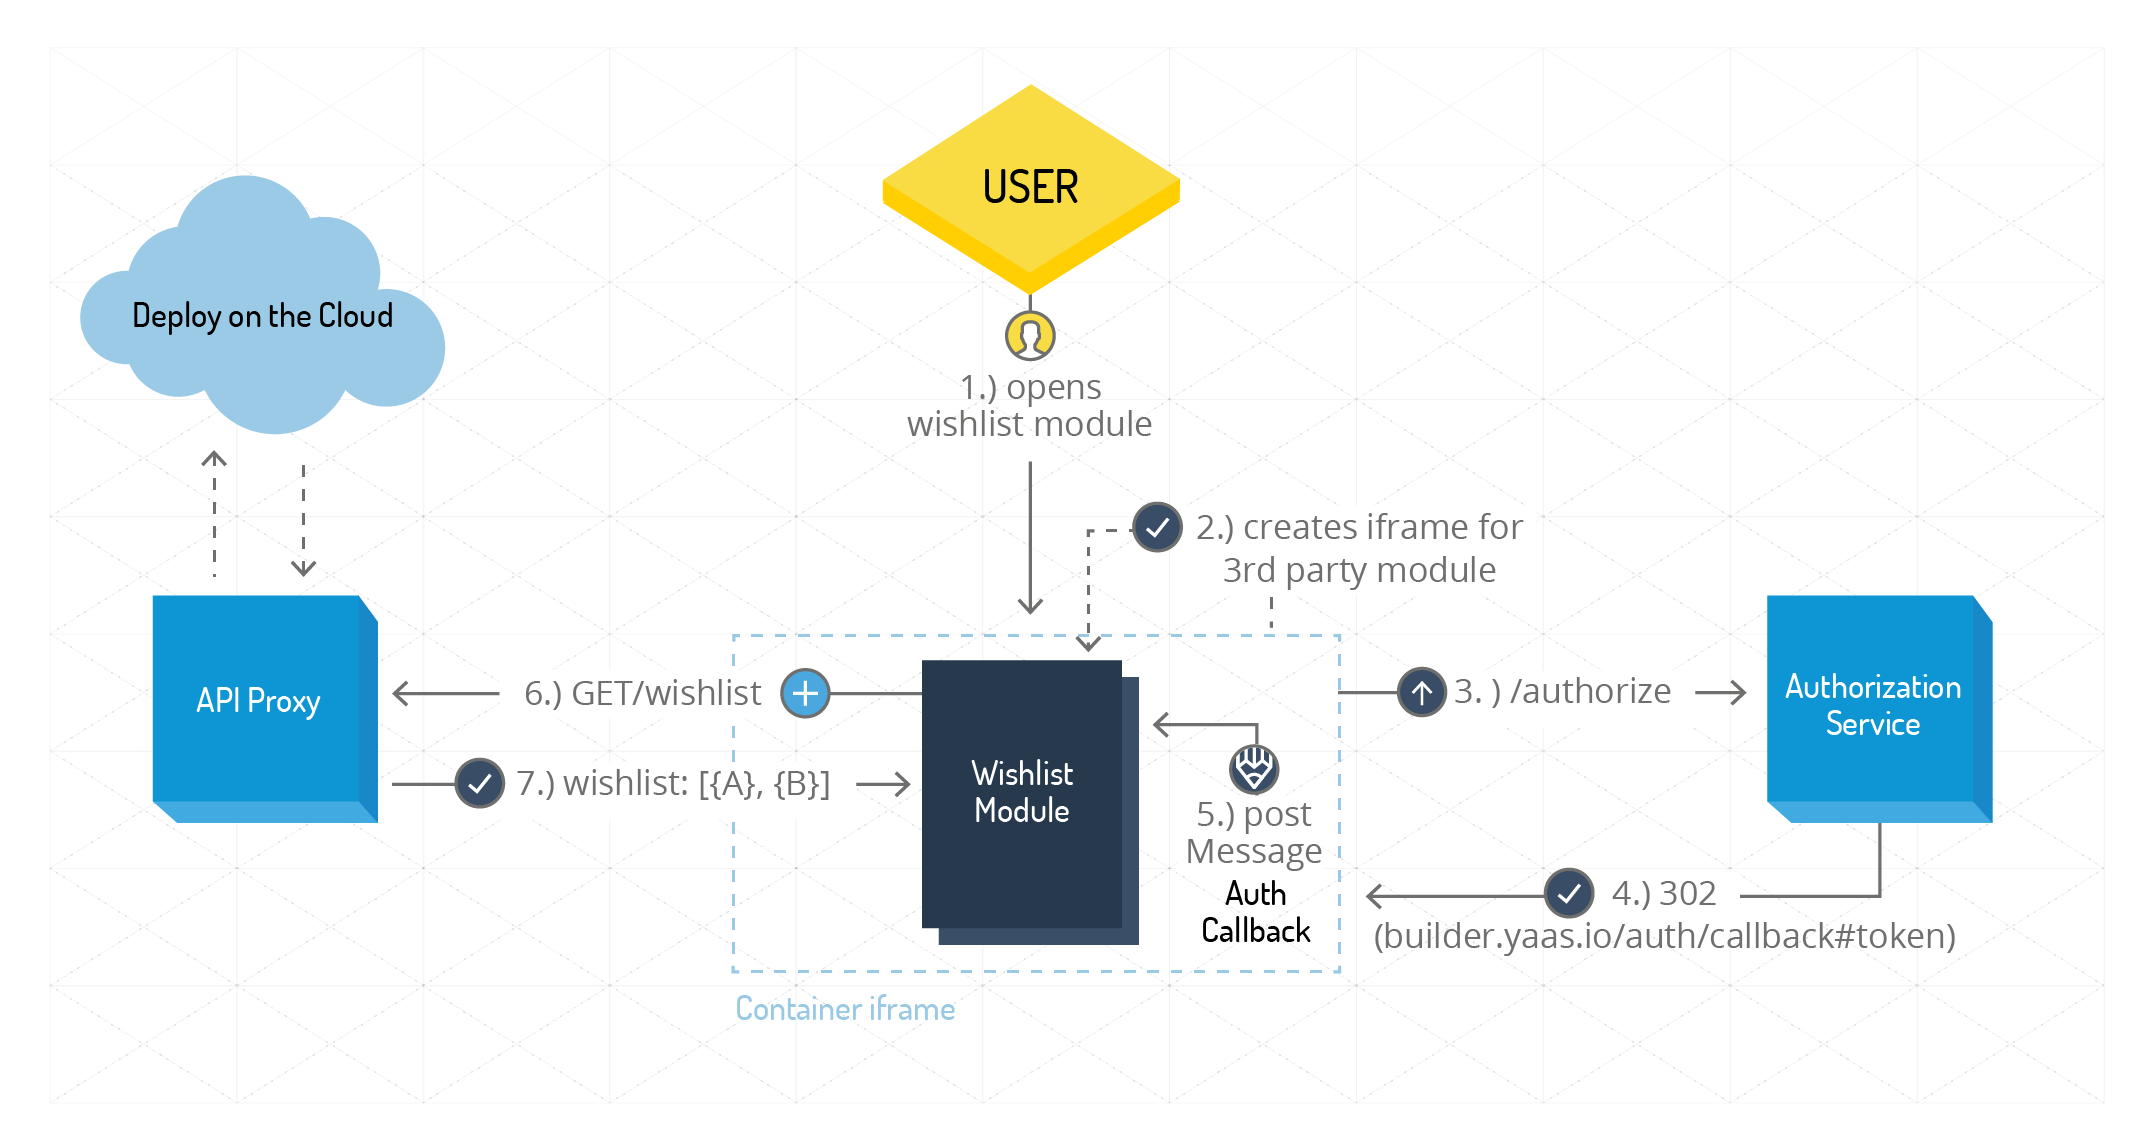 USER
Deploy on the Cloud
1.) opens
wishlist module
2.) creates iframe for
3rd party module
API Proxy
6.) GET/wishlist
7.) wishlist: [{A}, {B}]
Wishlist
Module
3. ) /authorize
Authorization
Service
5.) post
Message
Auth
Callback
4.) 302
(builder.yaas.io/auth/callback#token)
Container iframe